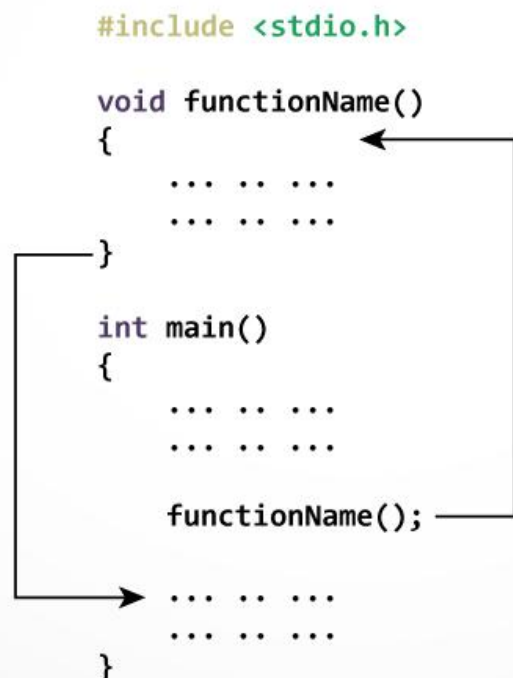 #include <stdio.h>
void functionName()
{
... .. ...
... .. ...
}
int main()
{
... .. ...
... .. ...
functionName();
... .. ...
... .. ...
}